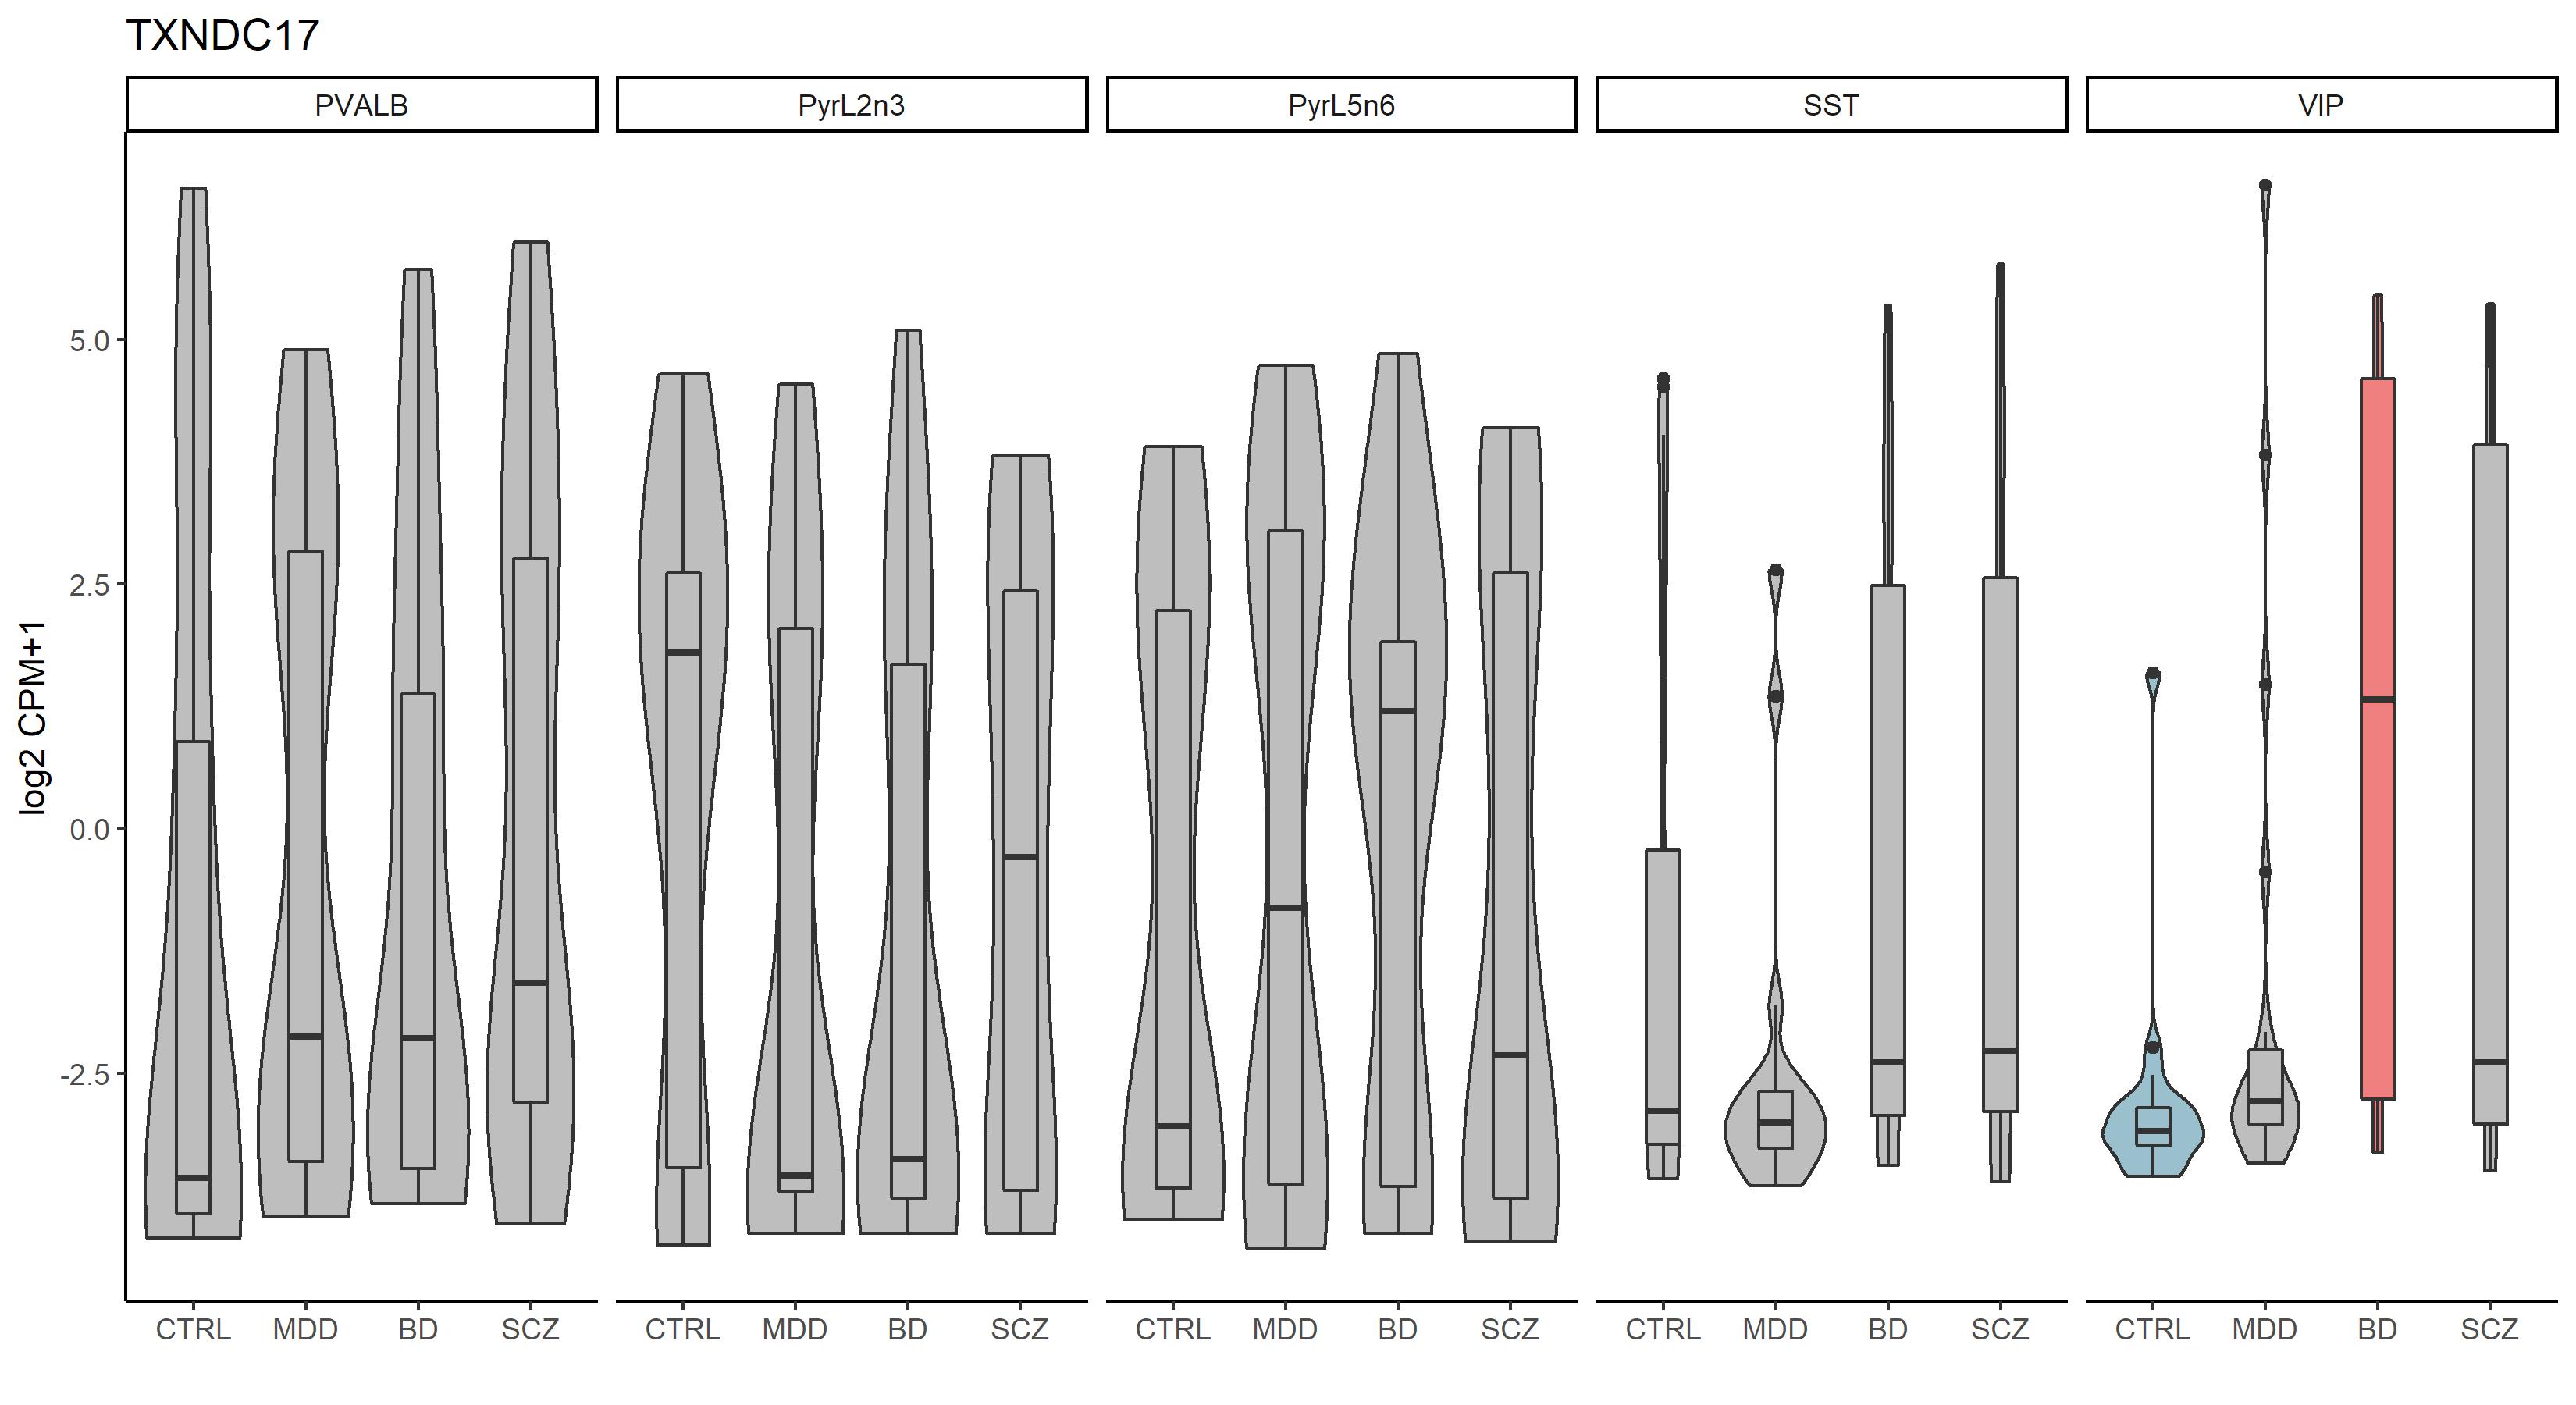 TXNDC17
PVALB PyrL2n3 PyrL5n6 SST VIP
log2 CPM+1
5.0
2.5
0.0
-2.5
CTRL MDD BD SCZ CTRL MDD BD SCZ CTRL MDD BD SCZ CTRL MDD BD SCZ CTRL MDD BD SCZ